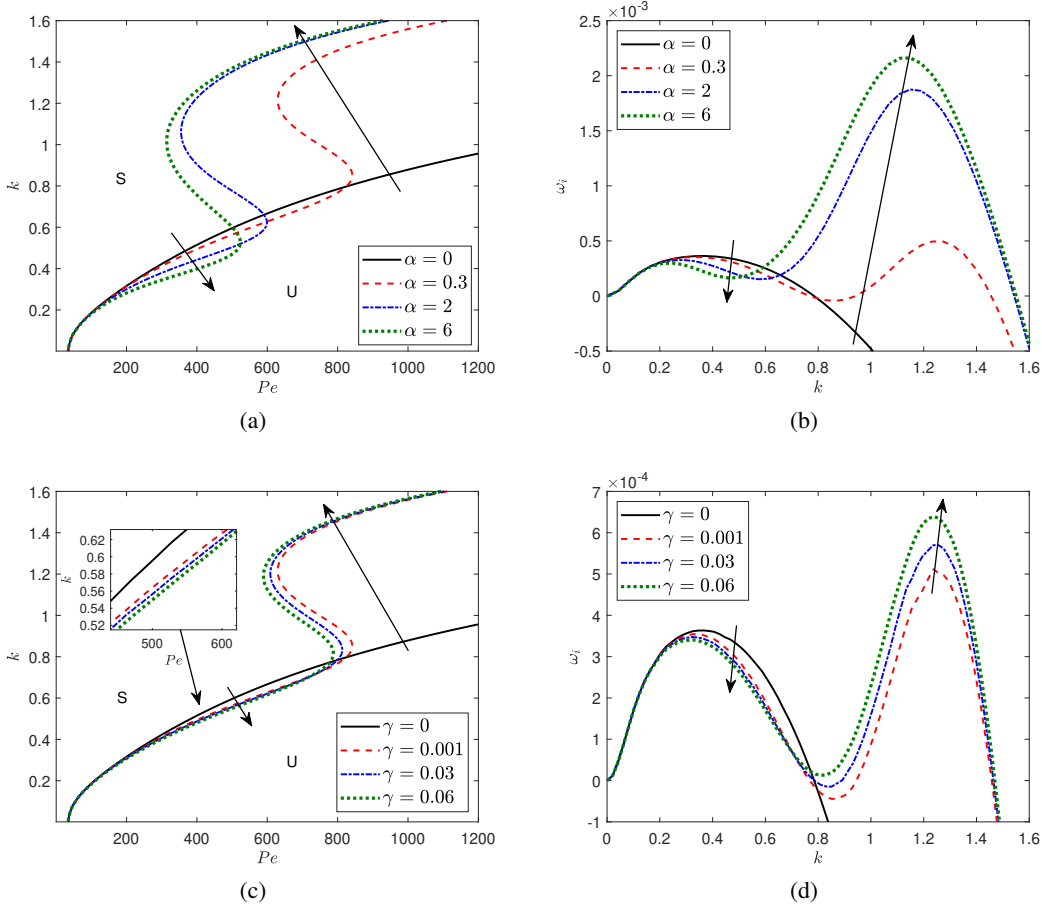 1.6
1.4
1.2
1
0.8
0.6
0.4
0.2
k
S
U
α = 0
α = 0.3
α = 2
α = 6
200 400 600 800 1000 1200
Pe
(a)
×10⁻³
2.5
2
1.5
1
0.5
0
-0.5
ω_i
α = 0
α = 0.3
α = 2
α = 6
0 0.2 0.4 0.6 0.8 1 1.2 1.4 1.6
k
(b)
1.6
1.4
1.2
1
0.8
0.6
0.4
0.2
k
0.62
0.6
0.58
0.56
0.54
0.52
k
500 600
Pe
S
U
γ = 0
γ = 0.001
γ = 0.03
γ = 0.06
200 400 600 800 1000 1200
Pe
(c)
×10⁻⁴
7
6
5
4
3
2
1
0
-1
ω_i
γ = 0
γ = 0.001
γ = 0.03
γ = 0.06
0 0.2 0.4 0.6 0.8 1 1.2 1.4 1.6
k
(d)